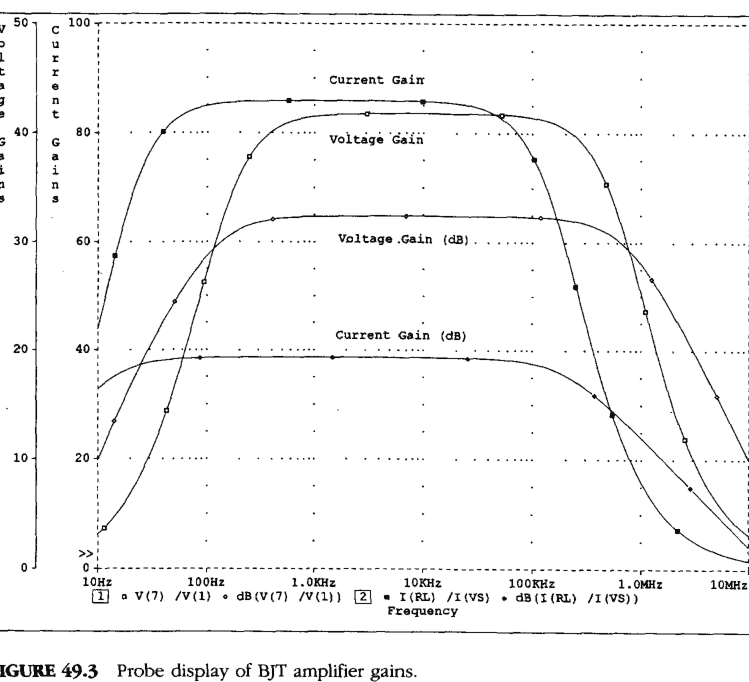 Voltage Gains
Current Gains
50
40
30
20
10
0
100
80
60
40
20
0
>>
Current Gain
Voltage Gain
Voltage Gain (dB)
Current Gain (dB)
10Hz 100Hz 1.0KHz 10KHz 100KHz 1.0MHz 10MHz
1 V(7) /V(1) dB(V(7) /V(1)) 2 I(RL) /I(VS) dB(I(RL) /I(VS))
Frequency
IGURE 49.3 Probe display of BJT amplifier gains.